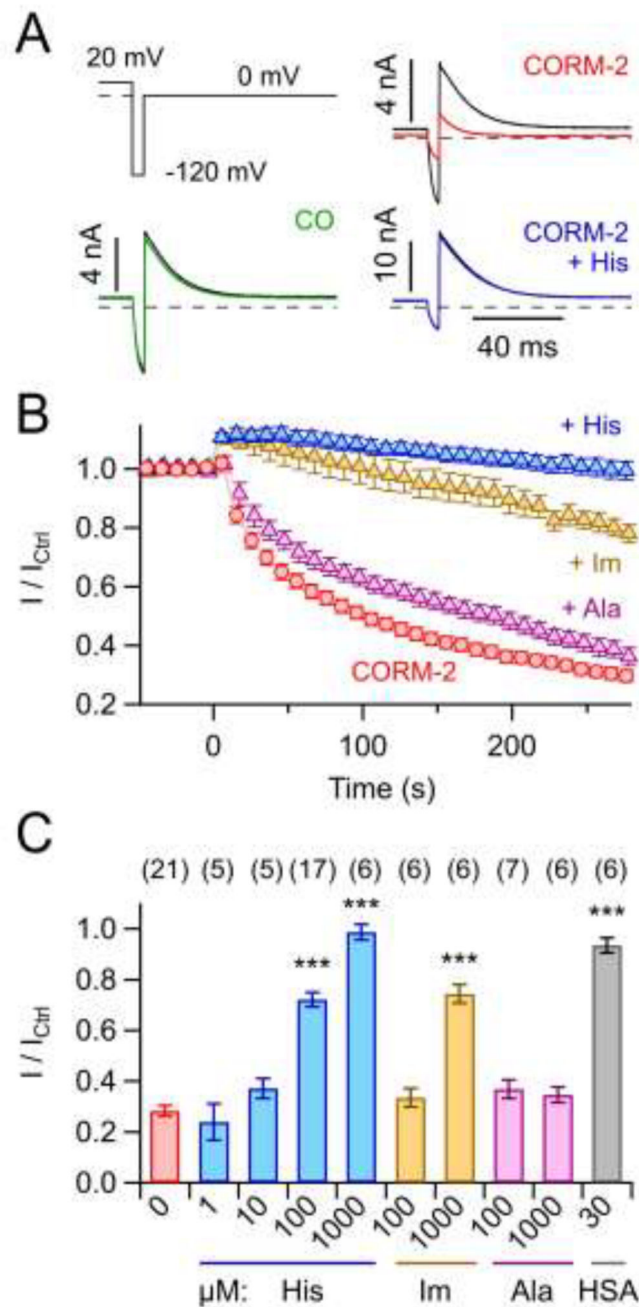 A
20 mV
0 mV
-120 mV
4 nA
CORM-2
4 nA
CO
10 nA
CORM-2
+ His
40 ms
B
I / I_Ctrl
1.0
0.8
0.6
0.4
0.2
+ His
+ Im
+ Ala
CORM-2
0
100
200
Time (s)
C
(21) (5) (5) (17) (6) (6) (6) (7) (6) (6)
*** *** *** ***
I / I_Ctrl
1.0
0.8
0.6
0.4
0.2
0.0
0 1 10 100 1000 100 1000 100 1000 30
µM: His Im Ala HSA